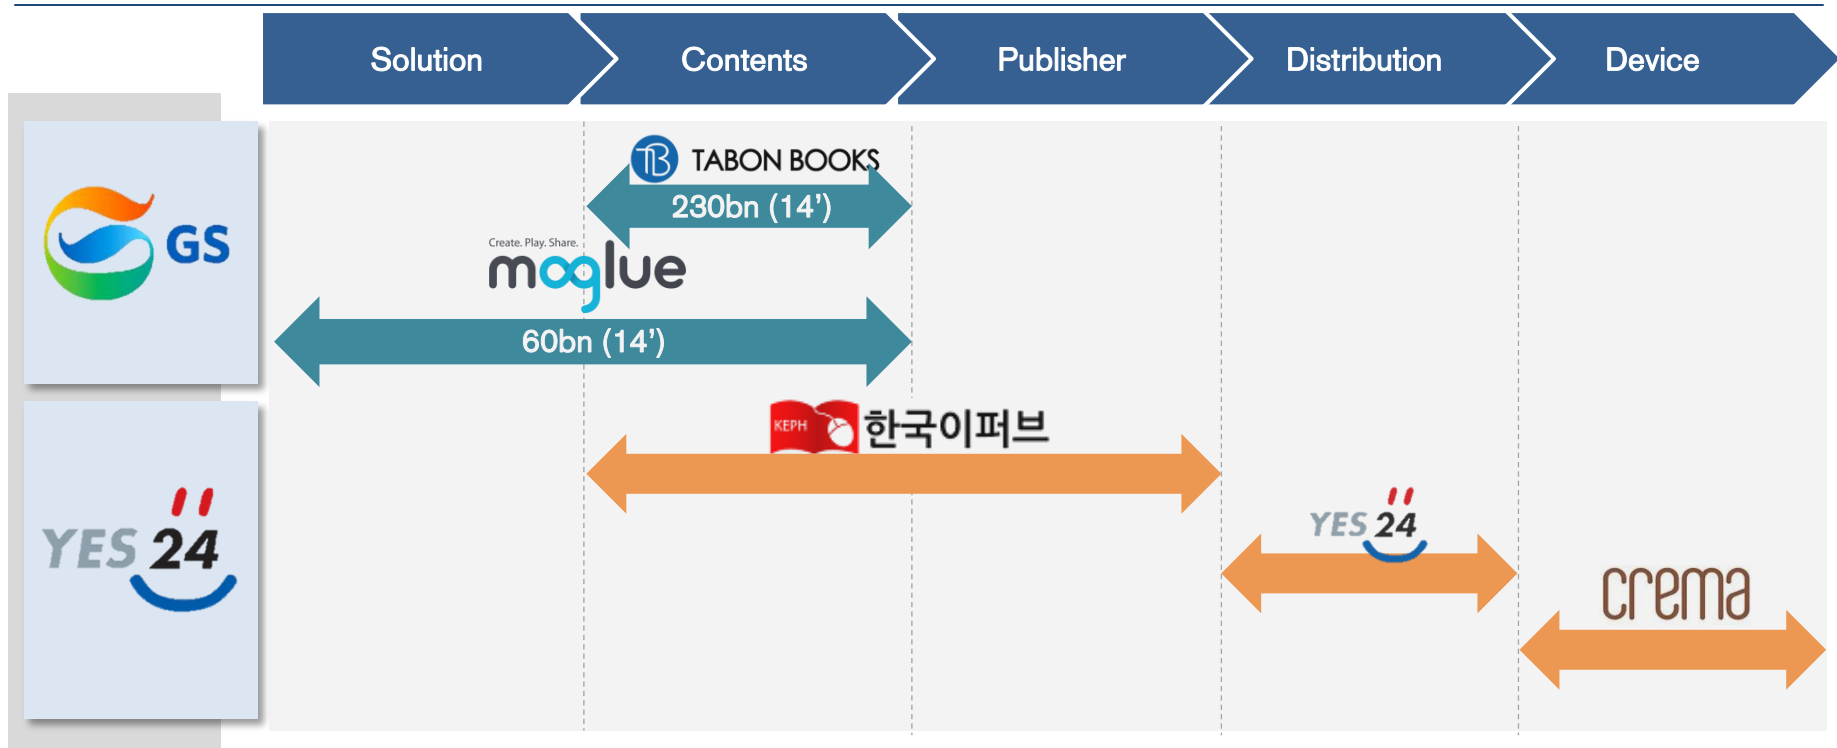 Solution
Contents
Publisher
Distribution
Device
GS
TB TABON BOOKS
230bn (14’)
Create. Play. Share.
moglue
60bn (14’)
KEPH 한국이퍼브
YES 24
YES 24
crema